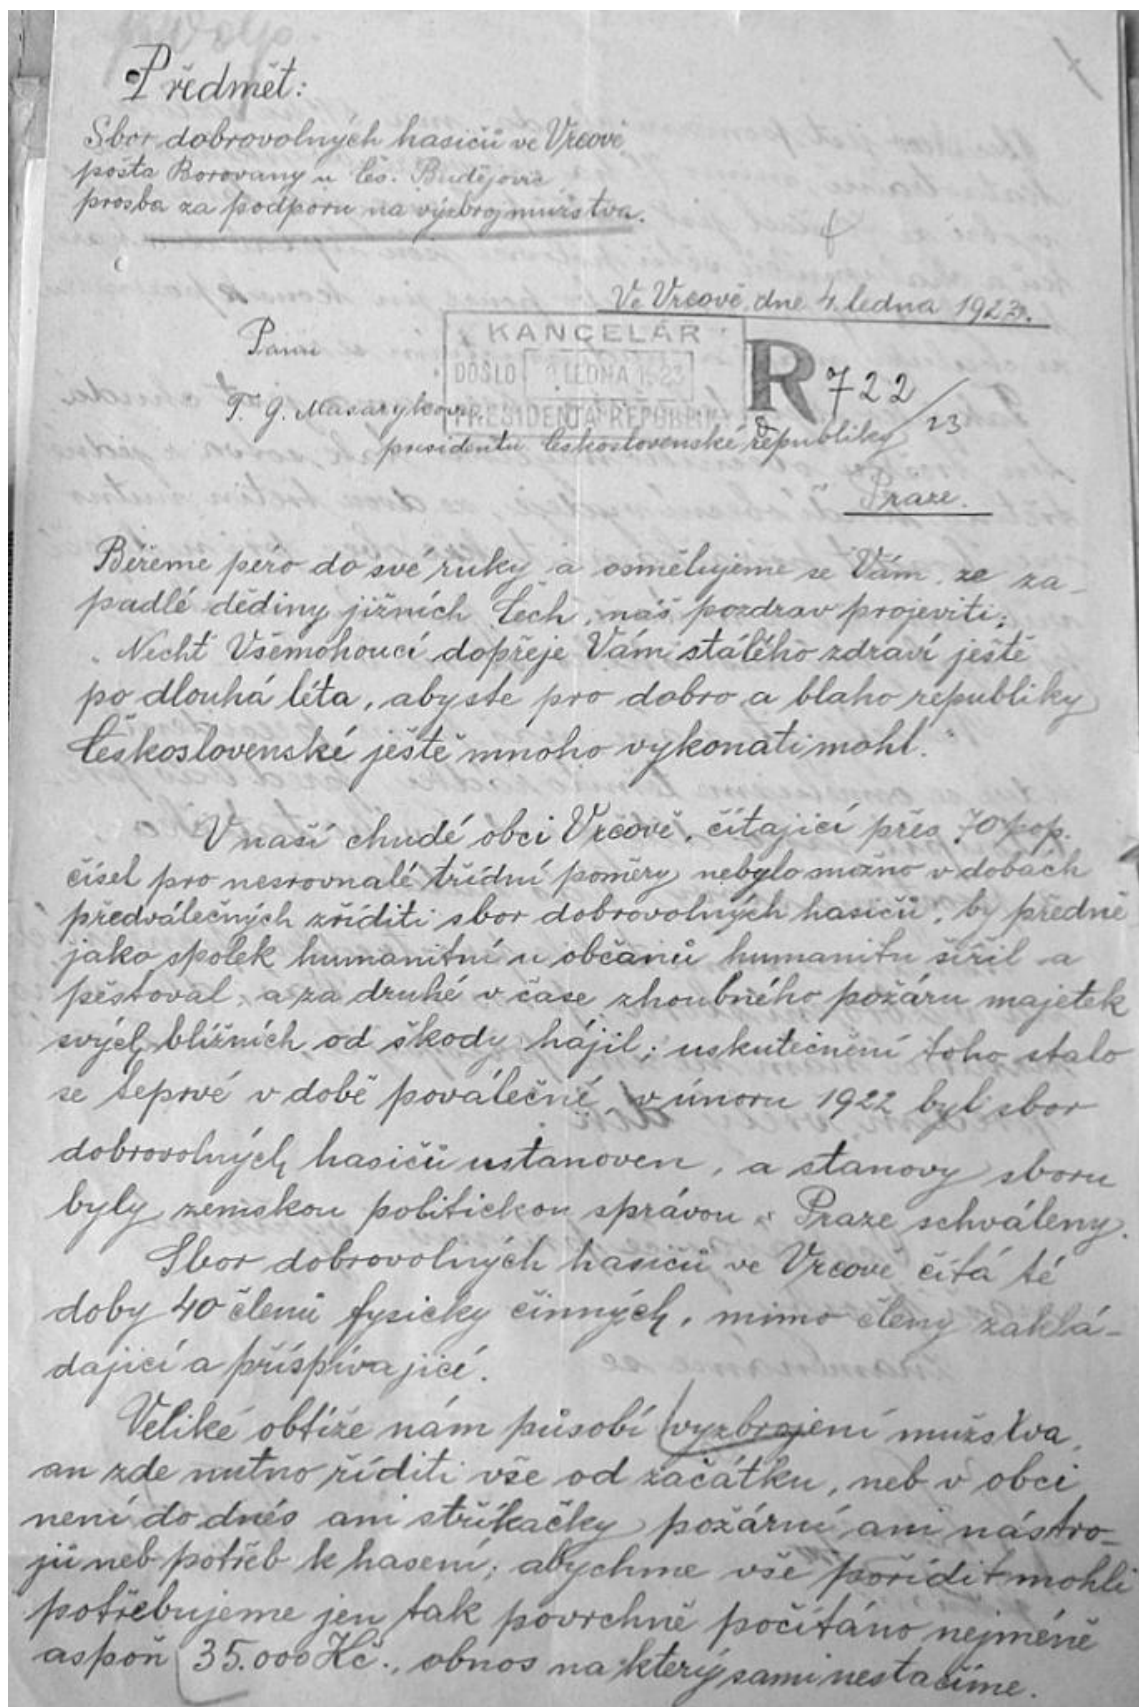 Předmět:
Sbor dobrovolných hasičů ve Vrcově
pošta Borovany u Čes. Budějovic
prosba za podporu na výzbroj mužstva.
Ve Vrcově, dne 4. ledna 1923.
Panu
KANCELÁŘ
DOŠLO LEDNA 1923
PRESIDENTA REPUBLIKY
R 722/23
T. G. Masarykovi,
presidentu Československé republiky
Praze.
Béřeme péro do své ruky a osmělujeme se Vám, ze za-
padlé dědiny jižních Čech, náš pozdrav projeviti;
„Nechť Všemohoucí dopřeje Vám stálého zdraví ještě
po dlouhá léta, abyste pro dobro a blaho republiky
Československé ještě mnoho vykonati mohl."
V naší chudé obci Vrcově, čítající přes 70 pop.
čísel pro nesrovnalé třídní poměry nebylo možno v dobách
předválečných zříditi sbor dobrovolných hasičů, by předně
jako spolek humanitní u občanů humanitu šířil a
pěstoval, a za druhé v čase zhoubného požáru majetek
svých bližních od škody hájil; uskutečnění toho stalo
se teprvé v době poválečné v únoru 1922 byl sbor
dobrovolných hasičů ustanoven, a stanovy sboru
byly zemskou politickou správou v Praze schváleny.
Sbor dobrovolných hasičů ve Vrcově čítá té
doby 40 členů fysicky činných, mimo členy zaklá-
dající a příspívající.
Veliké obtíže nám působí vyzbrojení mužstva,
an zde nutno říditi vše od začátku, neb v obci
není do dnés ani stříkačky požární ani nástro-
jů neb potřeb k hasení; abychme vše pořídit mohli
potřebujeme jen tak povrchně počítáno nejméně
aspoň 35.000 Kč., obnos na který sami nestačíme.